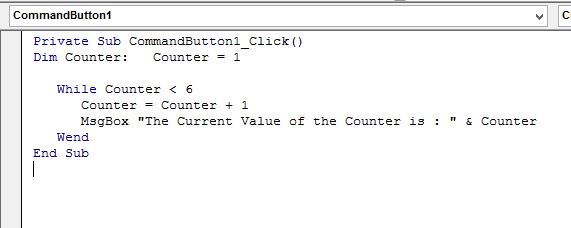 CommandButton1
Cl
Private Sub CommandButton1_Click()
Dim Counter:   Counter = 1
While Counter < 6
Counter = Counter + 1
MsgBox "The Current Value of the Counter is : " & Counter
Wend
End Sub